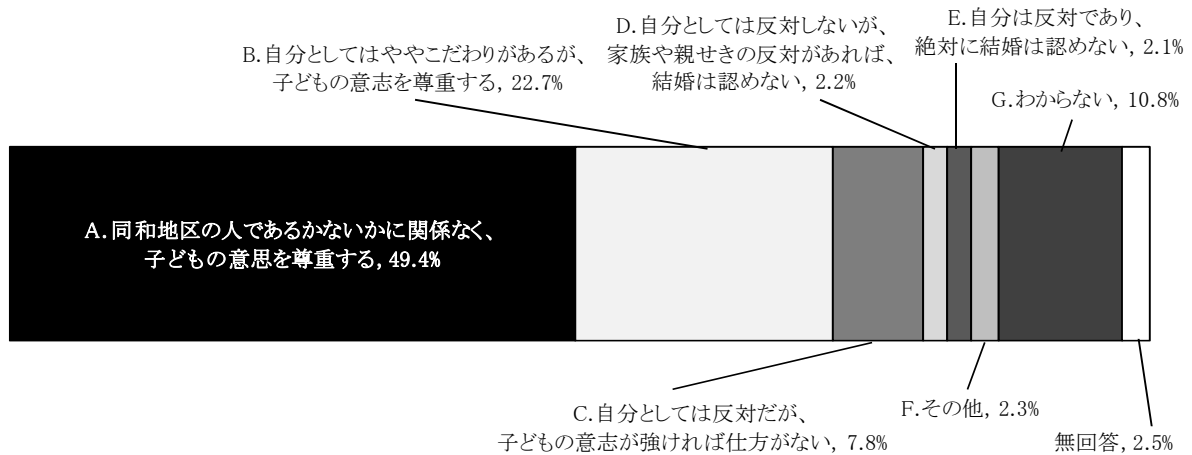 B.自分としてはややこだわりがあるが、
子どもの意志を尊重する, 22.7%
D.自分としては反対しないが、
家族や親せきの反対があれば、
結婚は認めない, 2.2%
E.自分は反対であり、
絶対に結婚は認めない, 2.1%
G.わからない, 10.8%
A.同和地区の人であるかないかに関係なく、
子どもの意思を尊重する, 49.4%
C.自分としては反対だが、
子どもの意志が強ければ仕方がない, 7.8%
F.その他, 2.3%
無回答, 2.5%